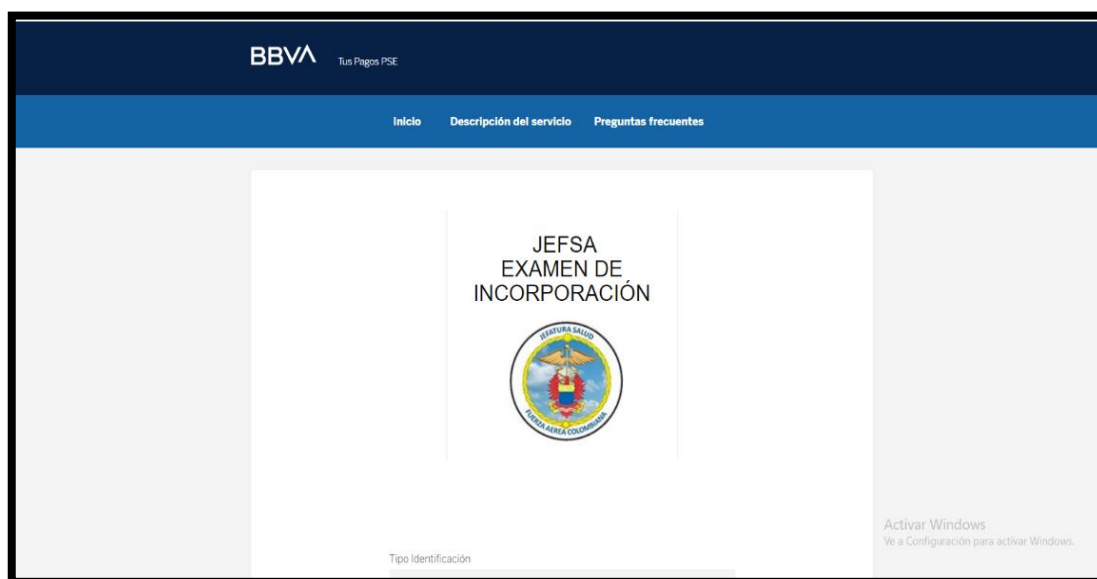 BBVA Tus Pagos PSE
Inicio Descripción del servicio Preguntas frecuentes
JEFSA
EXAMEN DE
INCORPORACIÓN
JEFATURA SALUD
FUERZA AEREA COLOMBIANA
Activar Windows
Ve a Configuración para activar Windows.
Tipo Identificación